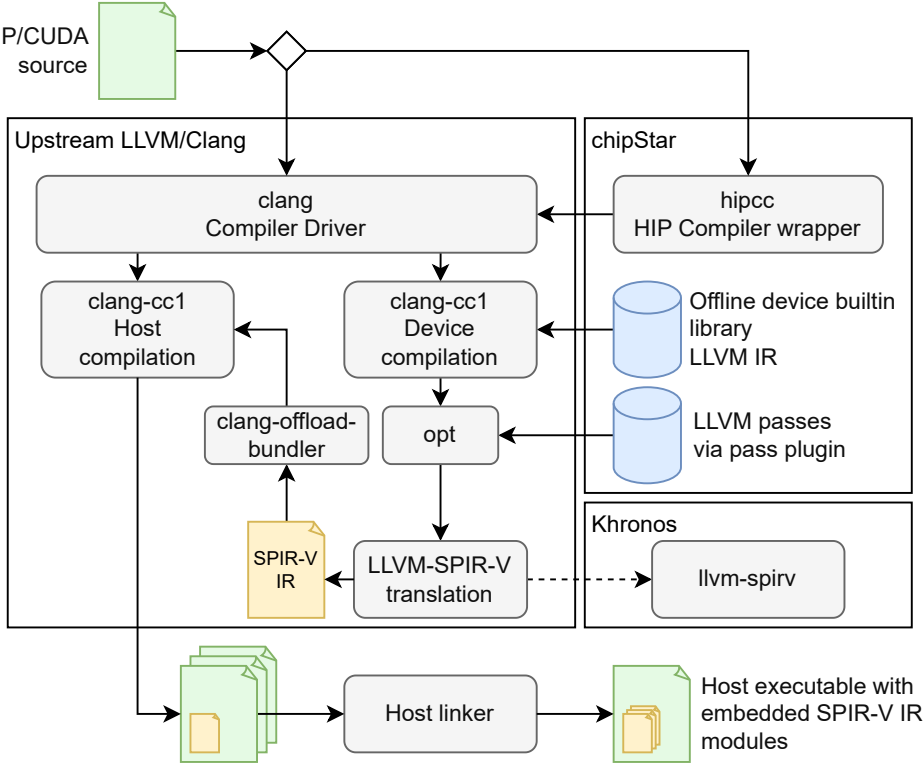 P/CUDA
source
Upstream LLVM/Clang
chipStar
clang
Compiler Driver
hipcc
HIP Compiler wrapper
clang-cc1
Host
compilation
clang-cc1
Device
compilation
Offline device builtin
library
LLVM IR
clang-offload-
bundler
opt
LLVM passes
via pass plugin
Khronos
SPIR-V
IR
LLVM-SPIR-V
translation
llvm-spirv
Host linker
Host executable with
embedded SPIR-V IR
modules